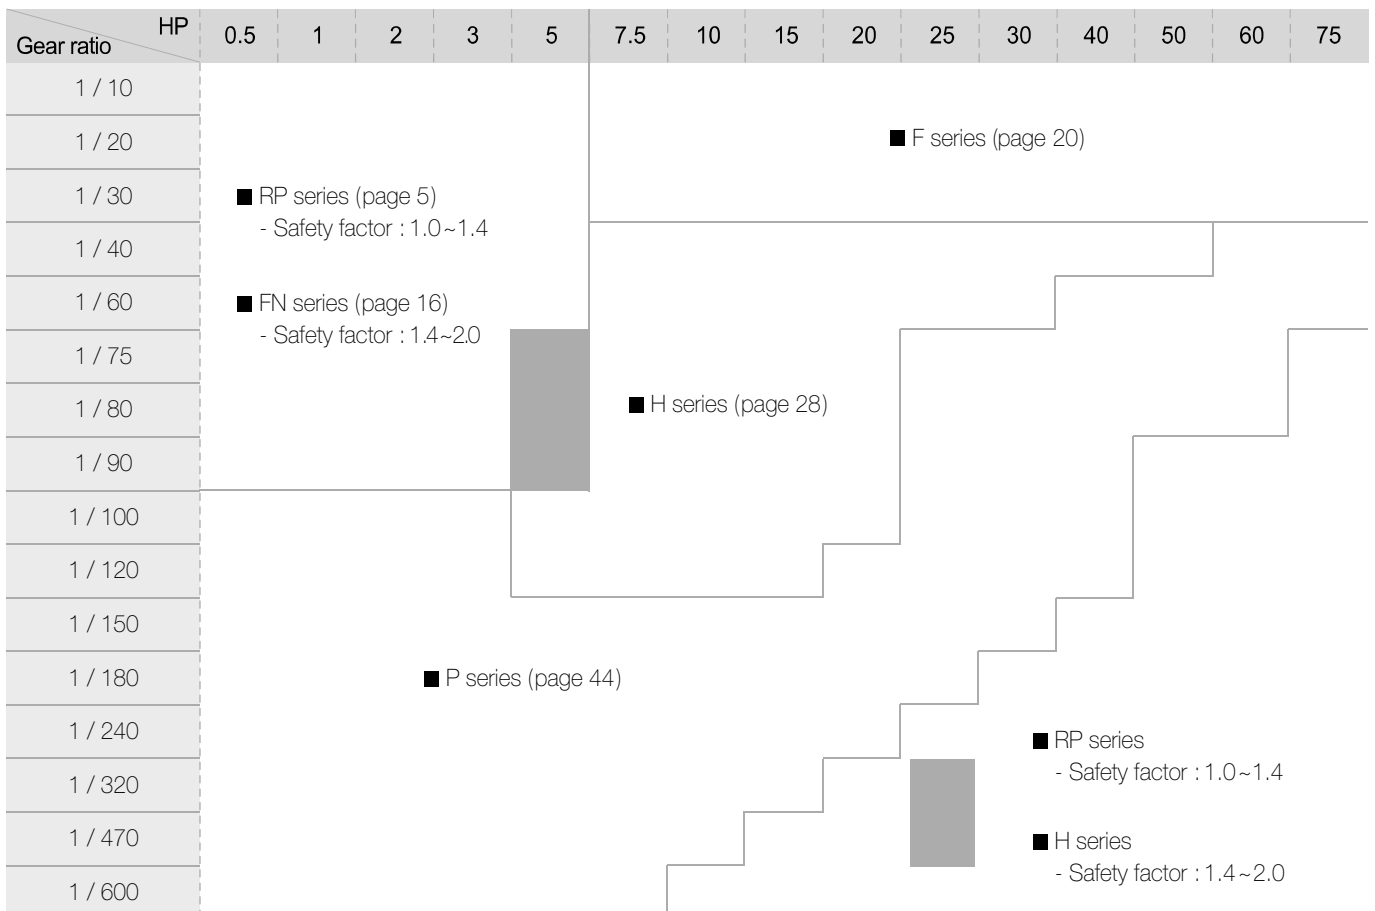 HP
Gear ratio
0.5 1 2 3 5 7.5 10 15 20 25 30 40 50 60 75
1 / 10
1 / 20
1 / 30
1 / 40
1 / 60
1 / 75
1 / 80
1 / 90
1 / 100
1 / 120
1 / 150
1 / 180
1 / 240
1 / 320
1 / 470
1 / 600
■ F series (page 20)
■ RP series (page 5)
- Safety factor : 1.0~1.4
■ FN series (page 16)
- Safety factor : 1.4~2.0
■ H series (page 28)
■ P series (page 44)
■ RP series
- Safety factor : 1.0~1.4
■ H series
- Safety factor : 1.4~2.0